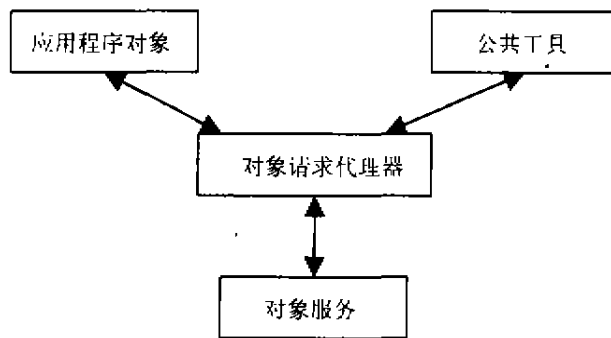 应用程序对象
公共工具
对象请求代理器
对象服务